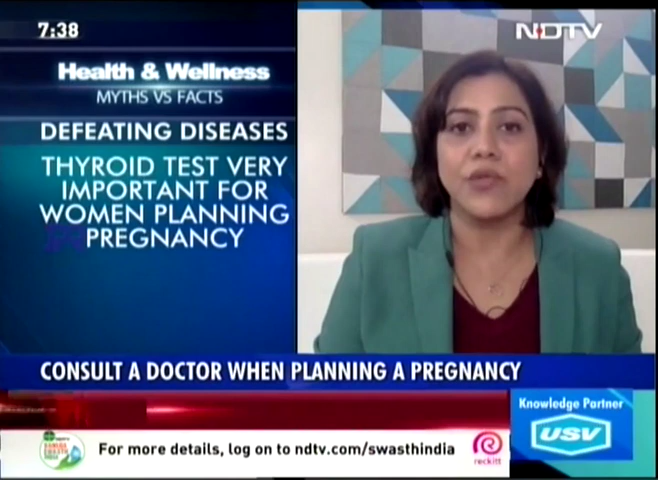 7:38
NDTV
Health & Wellness
MYTHS VS FACTS
DEFEATING DISEASES
THYROID TEST VERY
IMPORTANT FOR
WOMEN PLANNING
PREGNANCY
CONSULT A DOCTOR WHEN PLANNING A PREGNANCY
Knowledge Partner
USV
For more details, log on to ndtv.com/swasthindia
reckitt